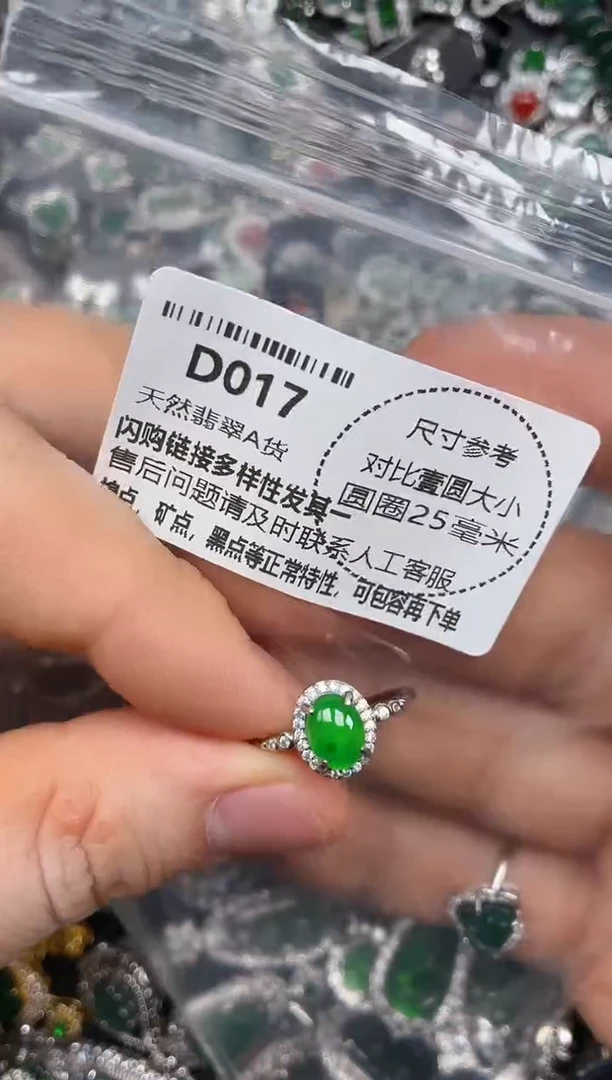 D017
天然翡翠A货
闪购链接多样性发其一
售后问题请及时联系人工客服
棉点，矿点，黑点等正常特性，可包容再下单
尺寸参考
对比壹圆大小
圆圈25毫米